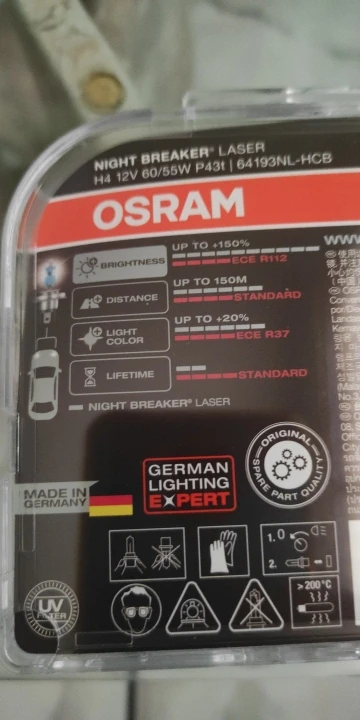 NIGHT BREAKER® LASER
H4 12V 60/55W P43t | 64193NL-HCB
OSRAM
BRIGHTNESS
UP TO +150%
ECE R112
DISTANCE
UP TO 150M
STANDARD
LIGHT
COLOR
UP TO +20%
ECE R37
LIFETIME
STANDARD
NIGHT BREAKER® LASER
www
ORIGINAL
SPARE PART QUALITY
GERMAN
LIGHTING
EXPERT
MADE IN
GERMANY
1. 0
2.
UV
FILTER
>200°C